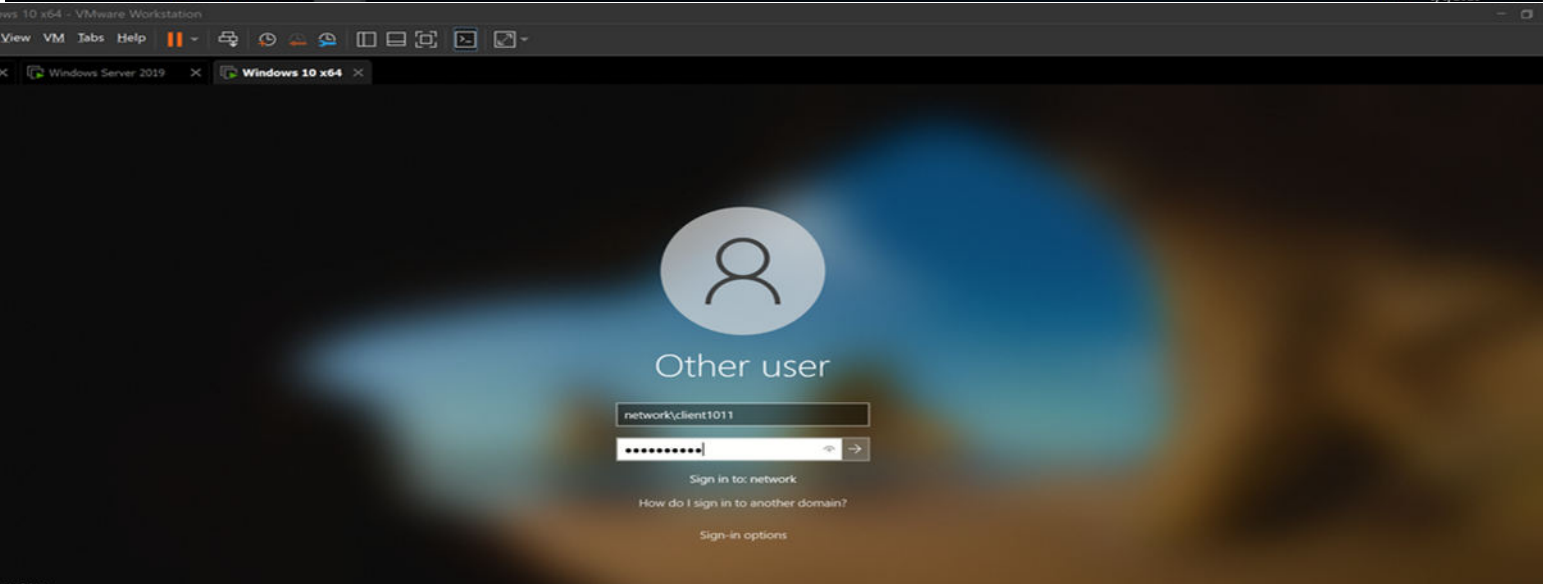 ws 10 x64 - VMware Workstation
View VM Tabs Help
Windows Server 2019 Windows 10 x64
Other user
network\client1011
Sign in to: network
How do I sign in to another domain?
Sign-in options